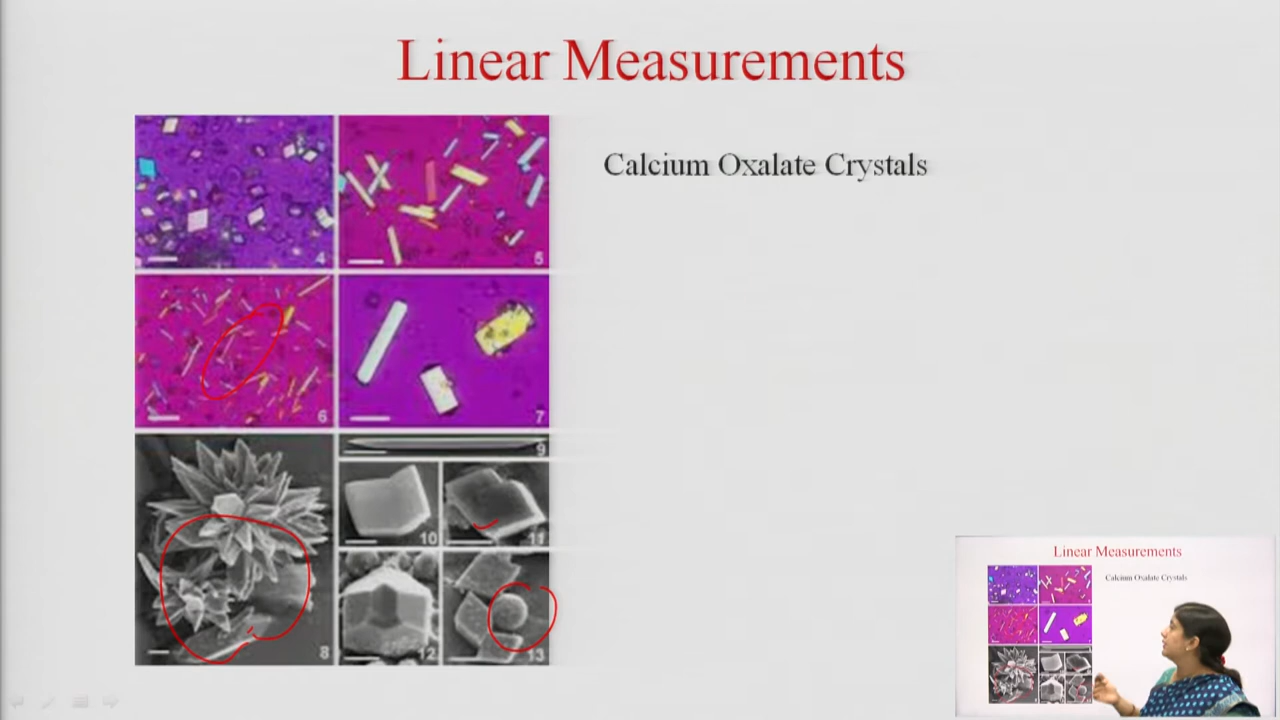 Linear Measurements
Calcium Oxalate Crystals
4
5
6
7
8
9
10
11
12
13
Linear Measurements
Calcium Oxalate Crystals